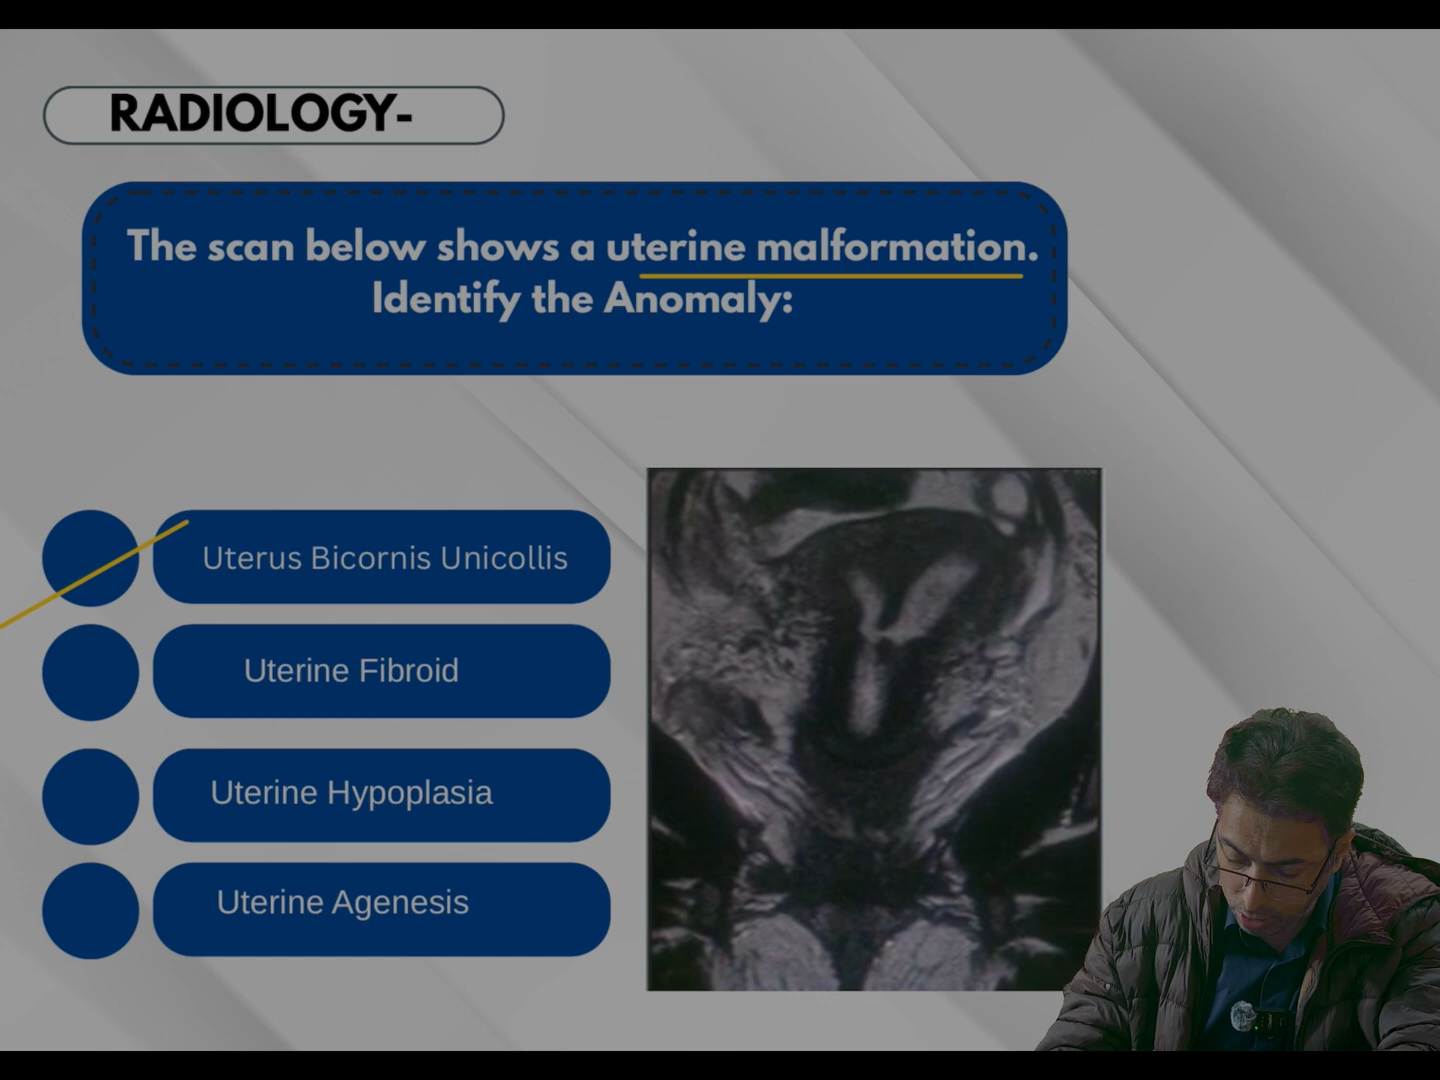 RADIOLOGY-
The scan below shows a uterine malformation.
Identify the Anomaly:
Uterus Bicornis Unicollis
Uterine Fibroid
Uterine Hypoplasia
Uterine Agenesis